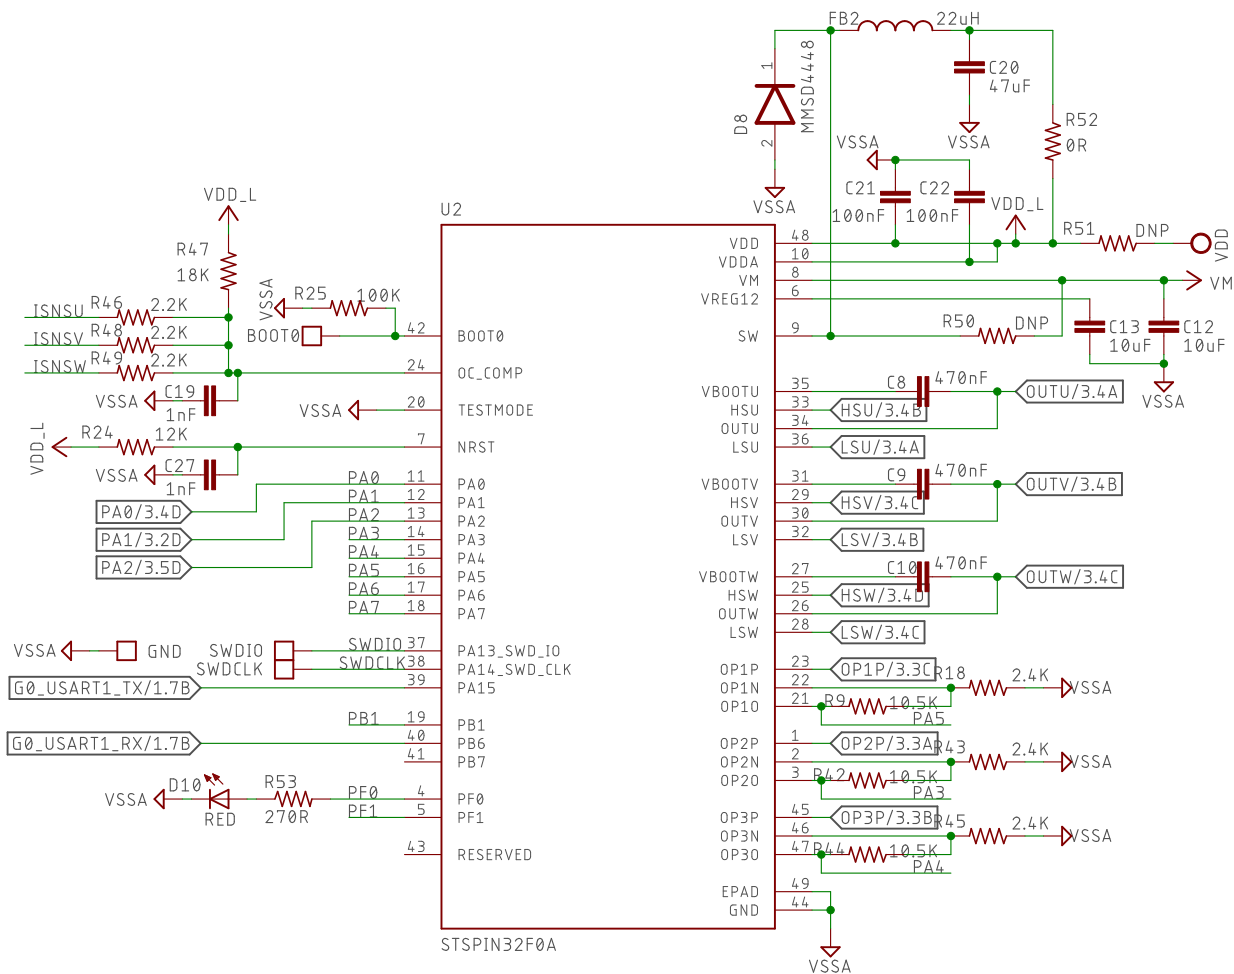 FB2 22uH
1
MMSD4448
D8
2
VSSA
C20
47uF
VSSA
R52
0R
VSSA
C21
100nF
C22
100nF
VDD_L
R51 DNP
VDD
VM
R50 DNP
C13
10uF
C12
10uF
VSSA
VDD_L
R47
18K
ISNSU R46 2.2K
ISNSV R48 2.2K
ISNSW R49 2.2K
VSSA C19
1nF
VSSA R25 100K
BOOT0
VSSA
VDD_L R24 12K
VSSA C27
1nF
PA0/3.4D
PA1/3.2D
PA2/3.5D
PA0
PA1
PA2
PA3
PA4
PA5
PA6
PA7
VSSA GND
SWDIO SWDIO
SWDCLK SWDCLK
G0_USART1_TX/1.7B
PB1
G0_USART1_RX/1.7B
VSSA D10 RED
R53
270R
PF0
PF1
U2
42 BOOT0
24 OC_COMP
20 TESTMODE
7 NRST
11 PA0
12 PA1
13 PA2
14 PA3
15 PA4
16 PA5
17 PA6
18 PA7
37 PA13_SWD_IO
38 PA14_SWD_CLK
39 PA15
19 PB1
40 PB6
41 PB7
4 PF0
5 PF1
43 RESERVED
STSPIN32F0A
VDD 48
VDDA 10
VM 8
VREG12 6
SW 9
VBOOTU 35 C8 470nF OUTU/3.4A
HSU 33 HSU/3.4B
OUTU 34
LSU 36 LSU/3.4A
VBOOTV 31 C9 470nF OUTV/3.4B
HSV 29 HSV/3.4C
OUTV 30
LSV 32 LSV/3.4B
VBOOTW 27 C10 470nF OUTW/3.4C
HSW 25 HSW/3.4D
OUTW 26
LSW 28 LSW/3.4C
OP1P 23 OP1P/3.3C
OP1N 22 R18 2.4K VSSA
OP1O 21 R9 10.5K
PA5
OP2P 1 OP2P/3.3A
OP2N 2 R43 2.4K VSSA
OP2O 3 R42 10.5K
PA3
OP3P 45 OP3P/3.3B
OP3N 46 R45 2.4K VSSA
OP3O 47 R44 10.5K
PA4
EPAD 49
GND 44
VSSA